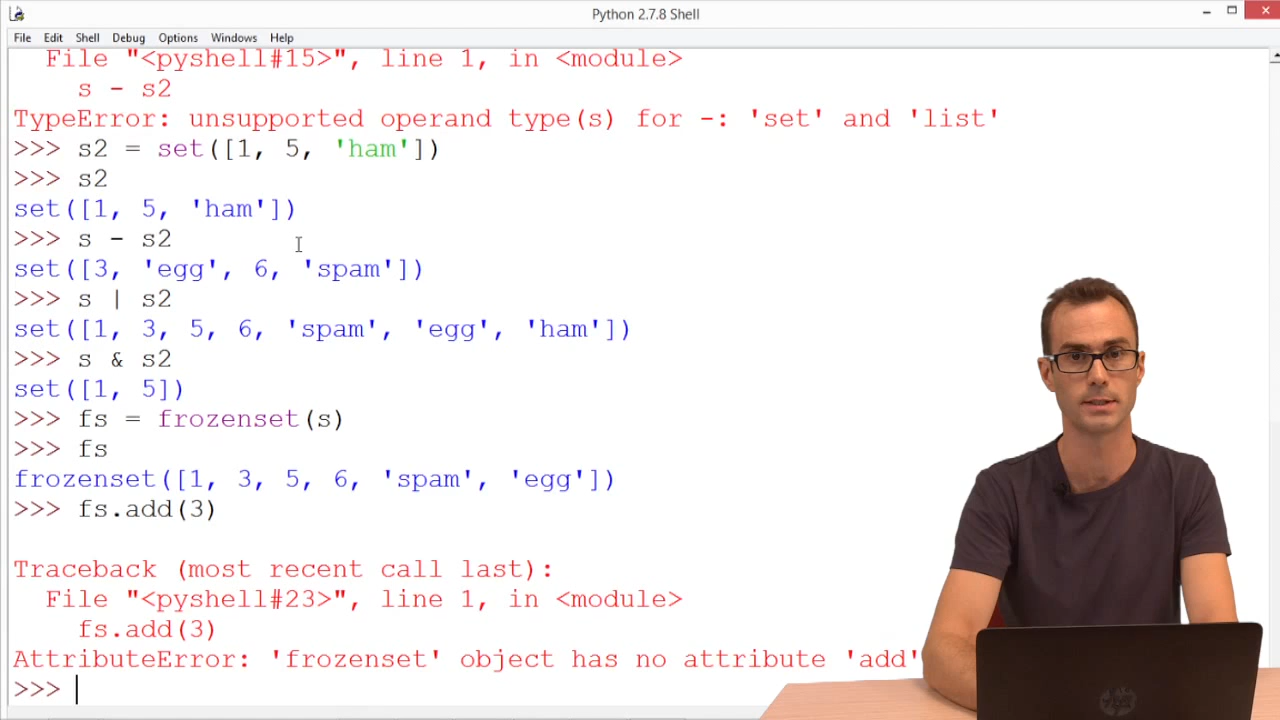 Python 2.7.8 Shell
File Edit Shell Debug Options Windows Help
File "<pyshell#15>", line 1, in <module>
s - s2
TypeError: unsupported operand type(s) for -: 'set' and 'list'
>>> s2 = set([1, 5, 'ham'])
>>> s2
set([1, 5, 'ham'])
>>> s - s2
set([3, 'egg', 6, 'spam'])
>>> s | s2
set([1, 3, 5, 6, 'spam', 'egg', 'ham'])
>>> s & s2
set([1, 5])
>>> fs = frozenset(s)
>>> fs
frozenset([1, 3, 5, 6, 'spam', 'egg'])
>>> fs.add(3)
Traceback (most recent call last):
File "<pyshell#23>", line 1, in <module>
fs.add(3)
AttributeError: 'frozenset' object has no attribute 'add'
>>>